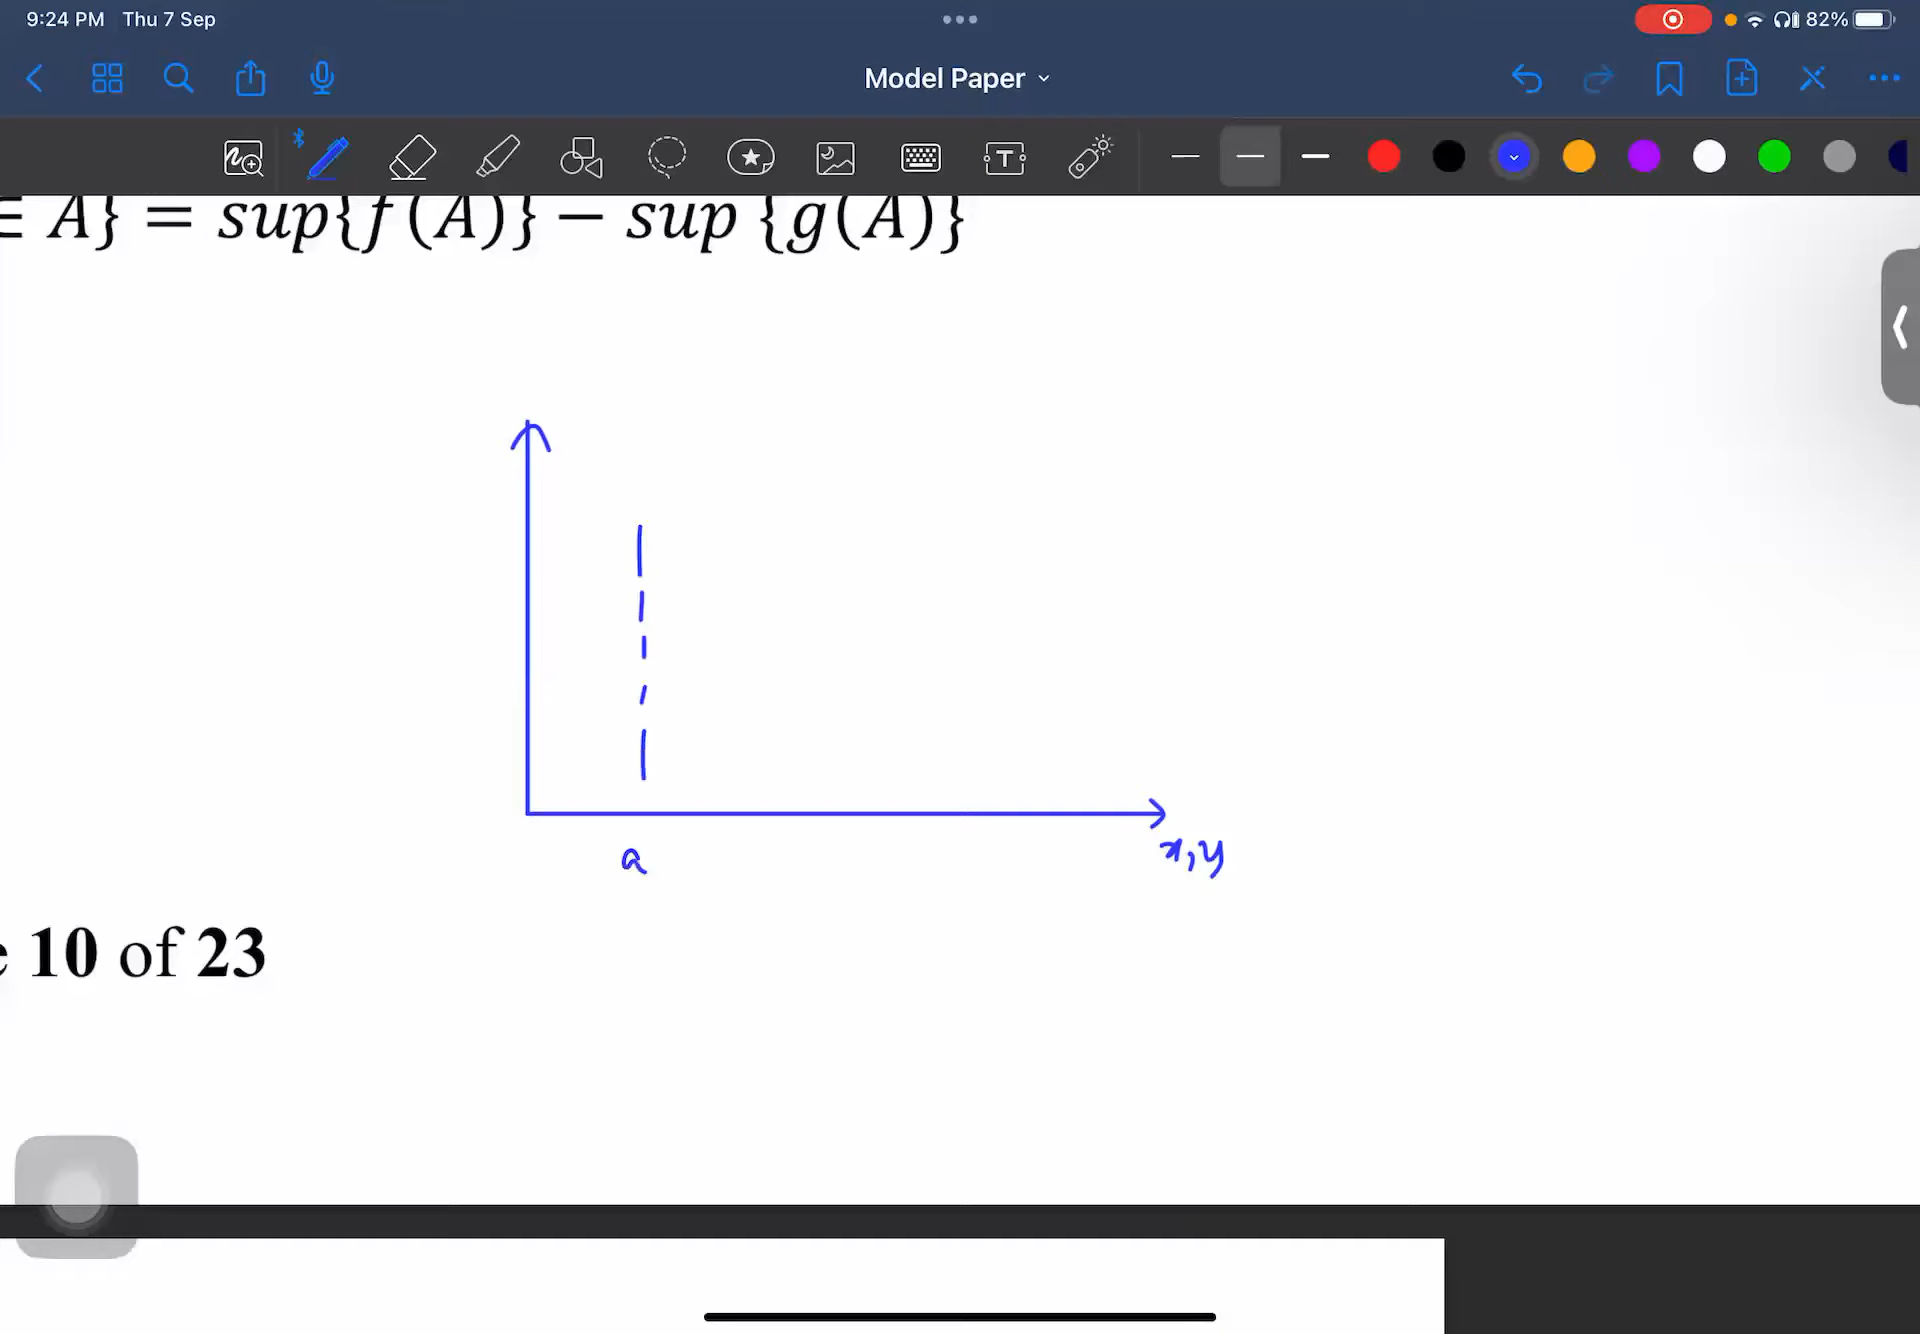 9:24 PM Thu 7 Sep
82%
Model Paper
T
∈ A} = sup{f(A)} − sup {g(A)}
a
x,y
10 of 23